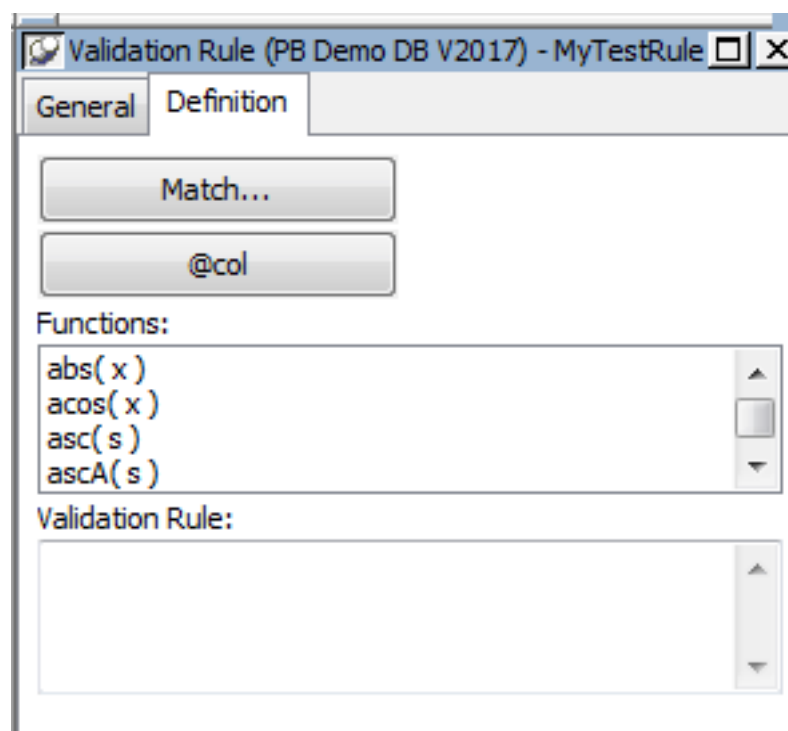 Validation Rule (PB Demo DB V2017) - MyTestRule
General Definition
Match...
@col
Functions:
abs( x )
acos( x )
asc( s )
ascA( s )
Validation Rule: